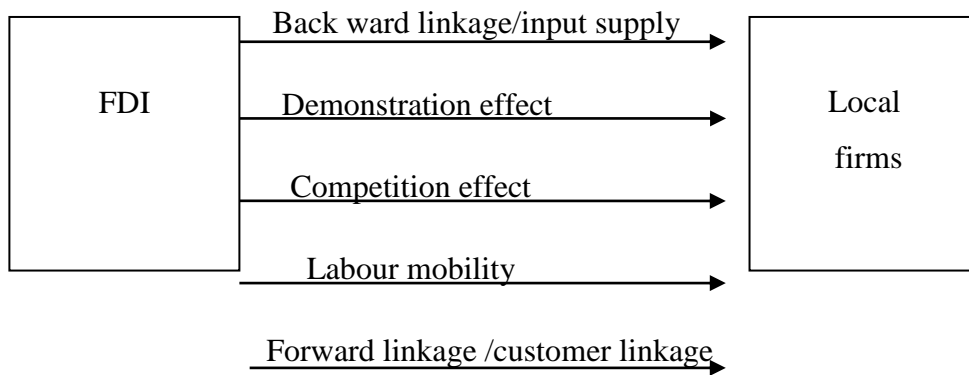 Back ward linkage/input supply
FDI
Demonstration effect
Local
firms
Competition effect
Labour mobility
Forward linkage /customer linkage